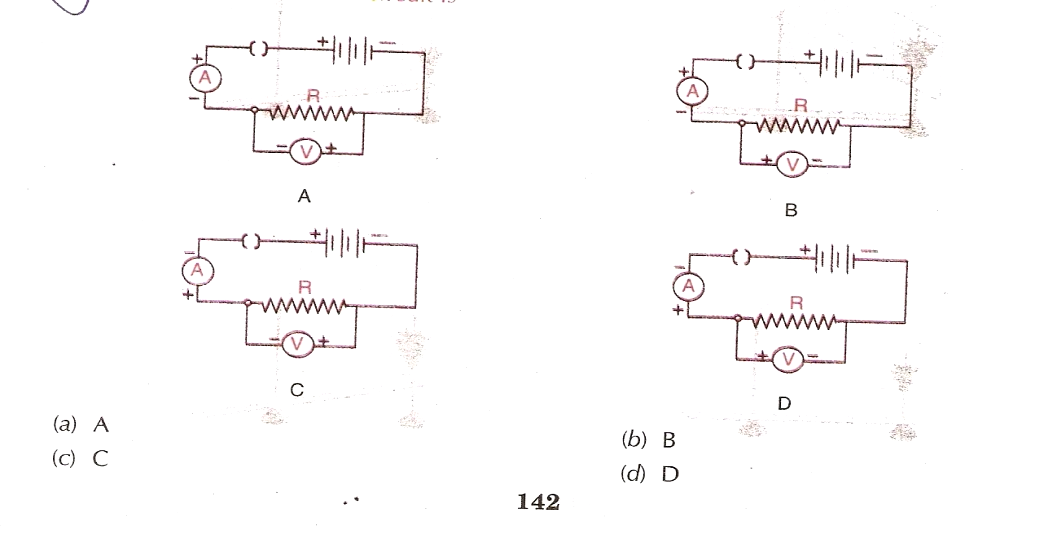 + −
+ A −
R
− V +
A
+ −
+ A −
R
+ V −
B
+ −
− A +
R
− V +
C
+ −
− A +
R
+ V −
D
(a) A
(b) B
(c) C
(d) D
142